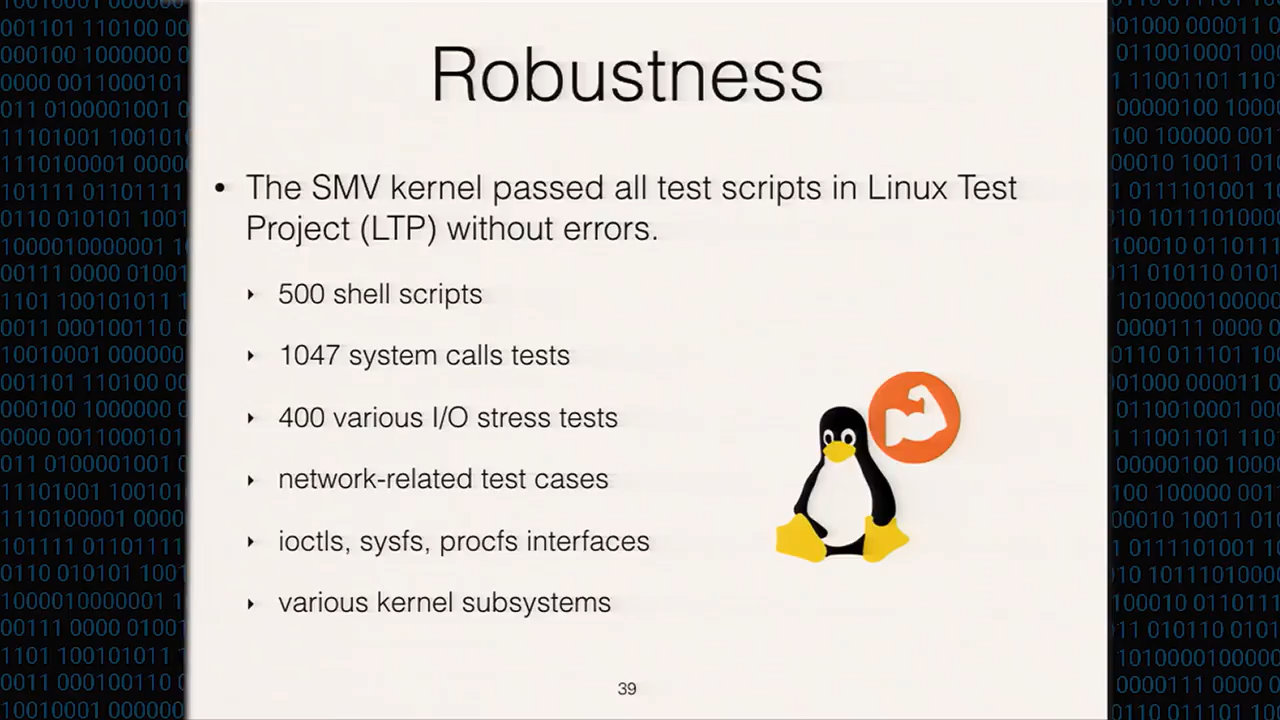 Robustness
• The SMV kernel passed all test scripts in Linux Test
Project (LTP) without errors.
‣ 500 shell scripts
‣ 1047 system calls tests
‣ 400 various I/O stress tests
‣ network-related test cases
‣ ioctls, sysfs, procfs interfaces
‣ various kernel subsystems
39